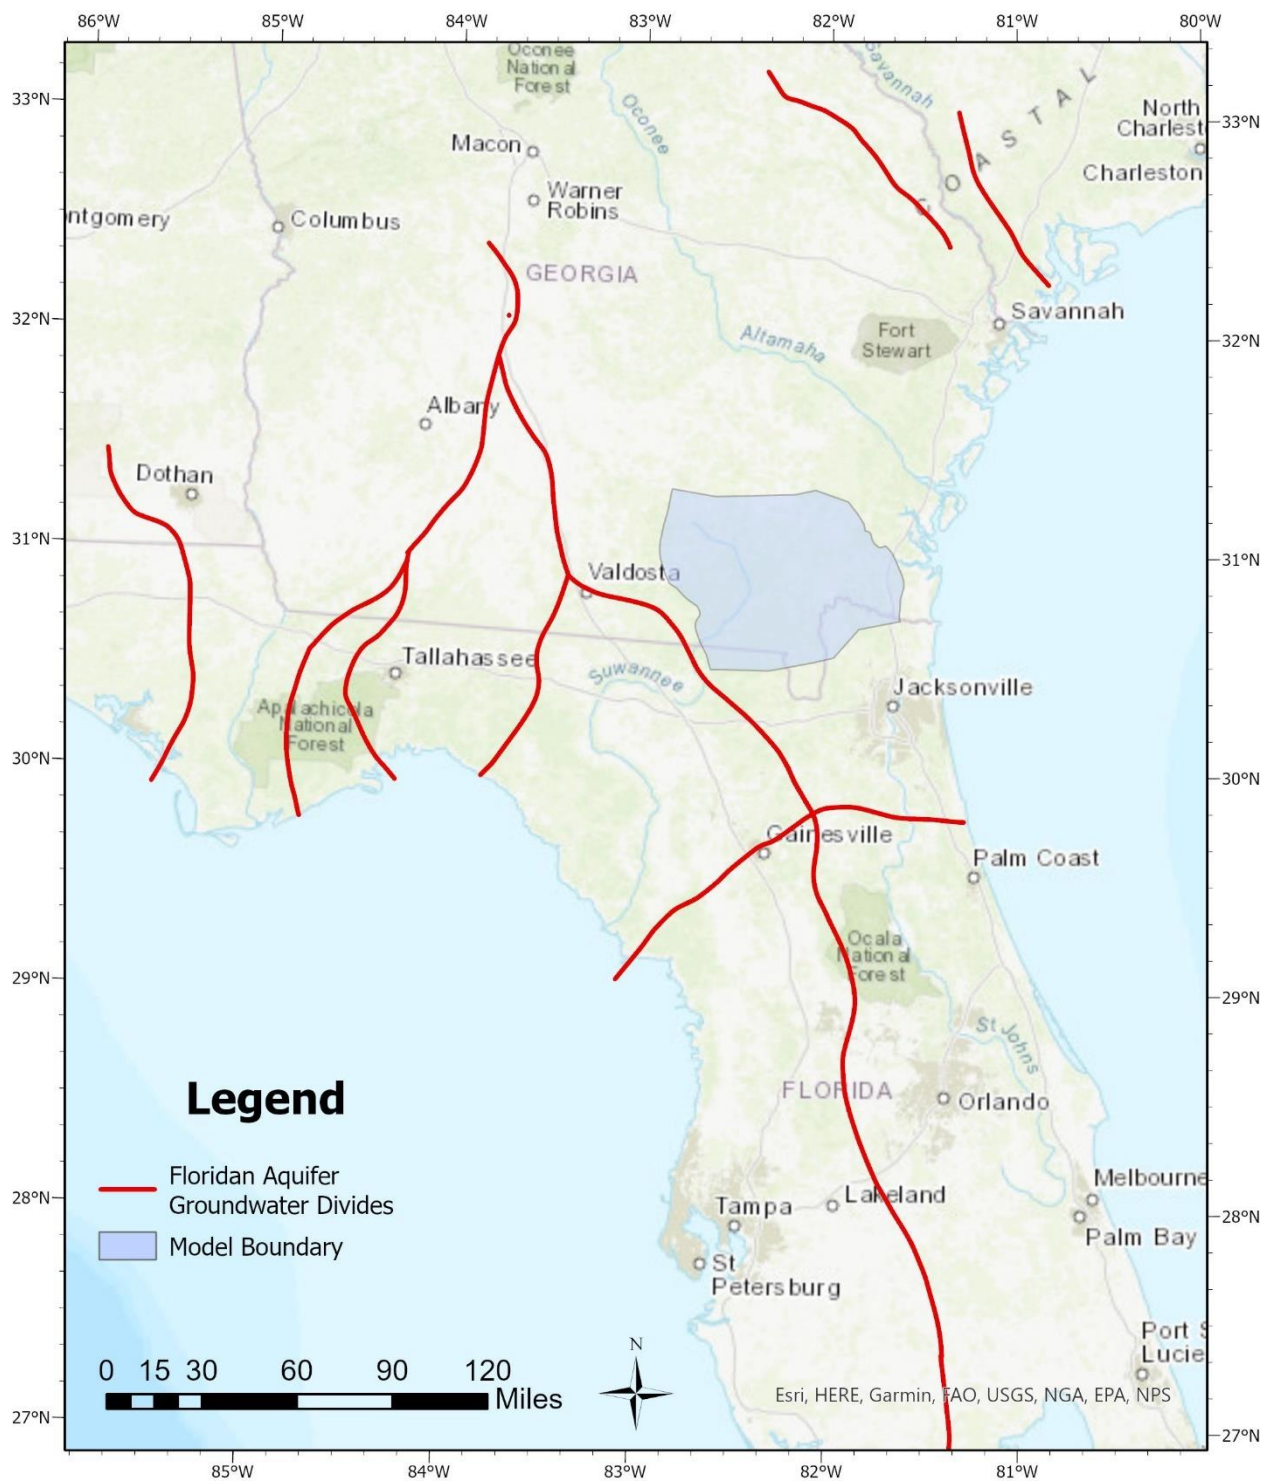 86°W 85°W 84°W 83°W 82°W 81°W 80°W
Oconee
National
Forest
Savannah
33°N
33°N
North
Charlest
Oconee
COASTAL
Macon
Charleston
Warner
Robins
ntgomery
Columbus
GEORGIA
32°N
Savannah
32°N
Altamaha
Fort
Stewart
Albany
Dothan
31°N
31°N
Valdosta
Tallahassee
Suwannee
Jacksonville
Apalachicola
National
Forest
30°N
30°N
Gainesville
Palm Coast
Ocala
National
Forest
29°N
29°N
St Johns
Legend
FLORIDA
Orlando
Floridan Aquifer
Groundwater Divides
Model Boundary
28°N
28°N
Melbourne
Lakeland
Tampa
Palm Bay
St
Petersburg
Port S
Lucie
N
0 15 30 60 90 120
Miles
Esri, HERE, Garmin, FAO, USGS, NGA, EPA, NPS
27°N
27°N
85°W 84°W 83°W 82°W 81°W